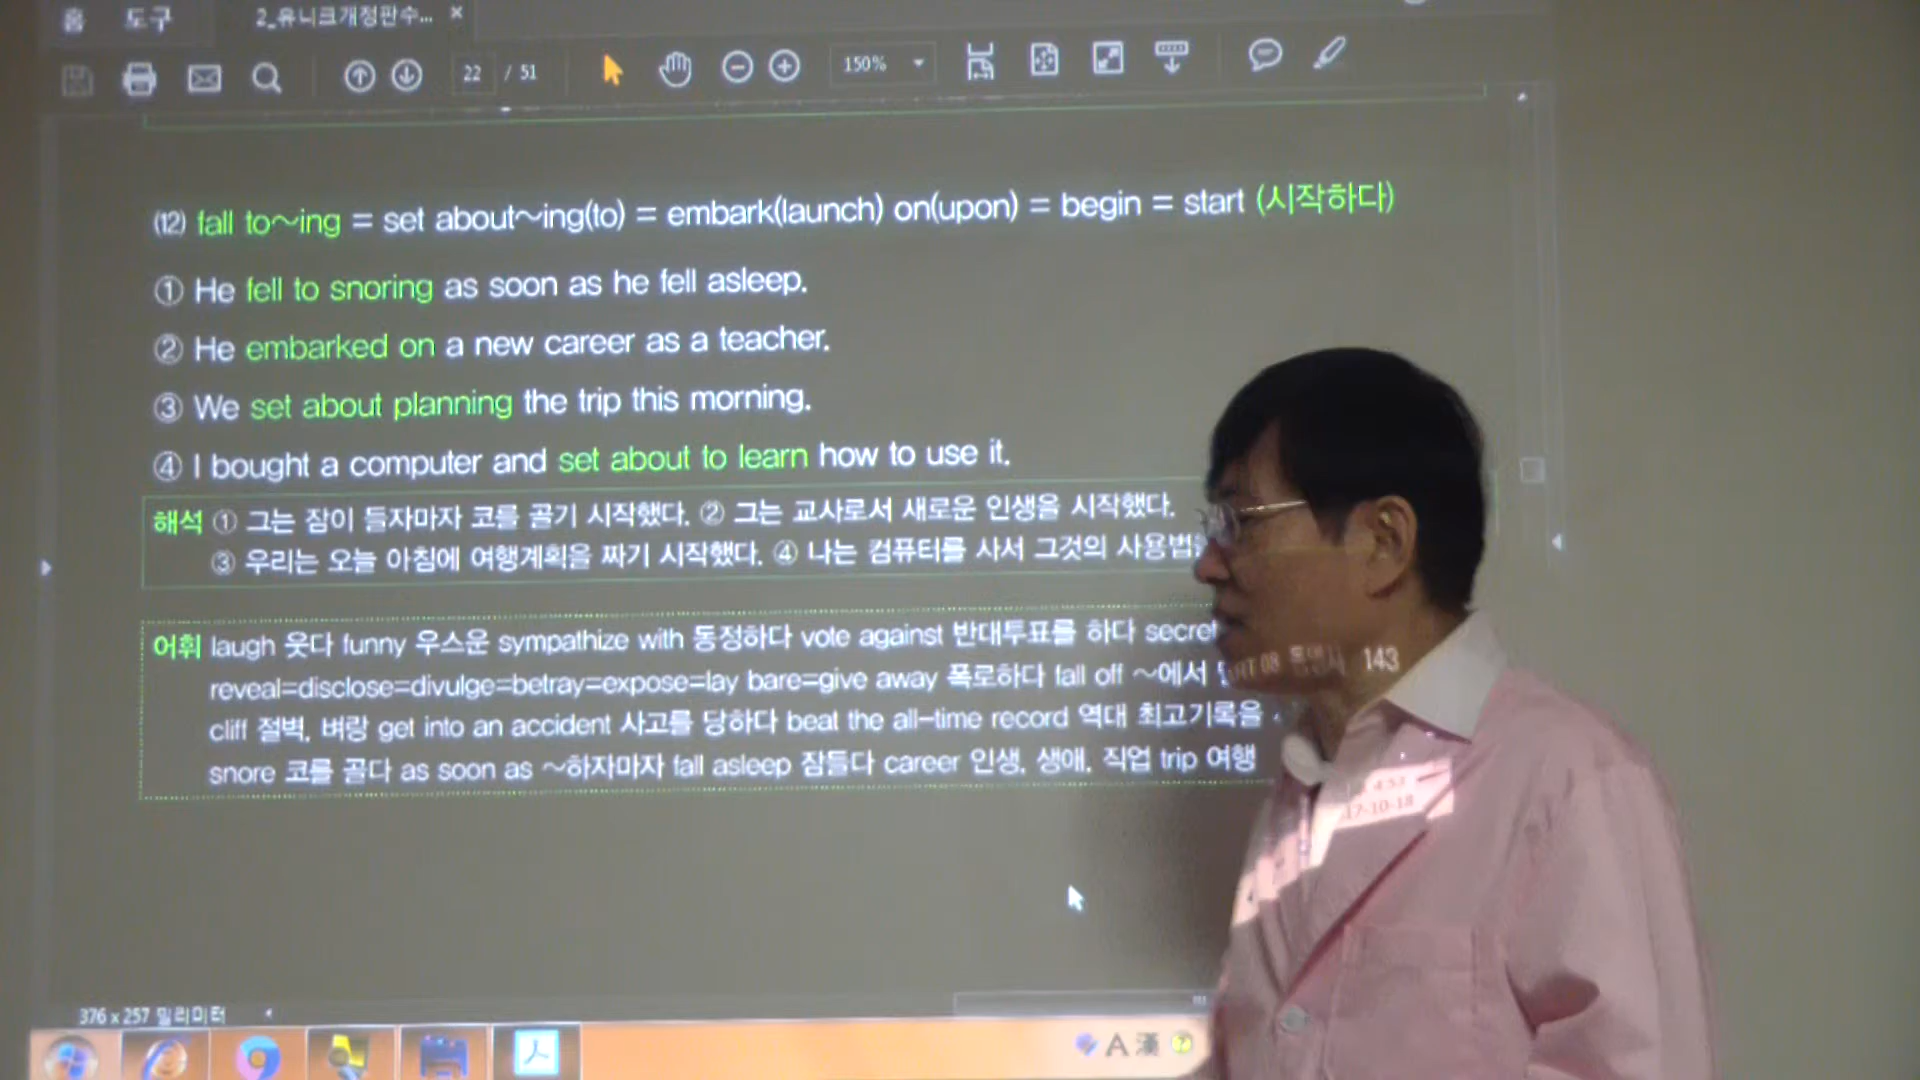 홈 도구 2_유니크개정판수... ×
22 / 51 150%
⑿ fall to～ing = set about～ing(to) = embark(launch) on(upon) = begin = start (시작하다)
① He fell to snoring as soon as he fell asleep.
② He embarked on a new career as a teacher.
③ We set about planning the trip this morning.
④ I bought a computer and set about to learn how to use it.
해석 ① 그는 잠이 들자마자 코를 골기 시작했다. ② 그는 교사로서 새로운 인생을 시작했다.
③ 우리는 오늘 아침에 여행계획을 짜기 시작했다. ④ 나는 컴퓨터를 사서 그것의 사용법을
어휘 laugh 웃다 funny 우스운 sympathize with 동정하다 vote against 반대투표를 하다 secret
reveal=disclose=divulge=betray=expose=lay bare=give away 폭로하다 fall off ～에서
cliff 절벽, 벼랑 get into an accident 사고를 당하다 beat the all-time record 역대 최고기록을
snore 코를 골다 as soon as ～하자마자 fall asleep 잠들다 career 인생, 생애, 직업 trip 여행
08 동명사 143
376 x 257 밀리미터
A 漢
4:53
17-10-18